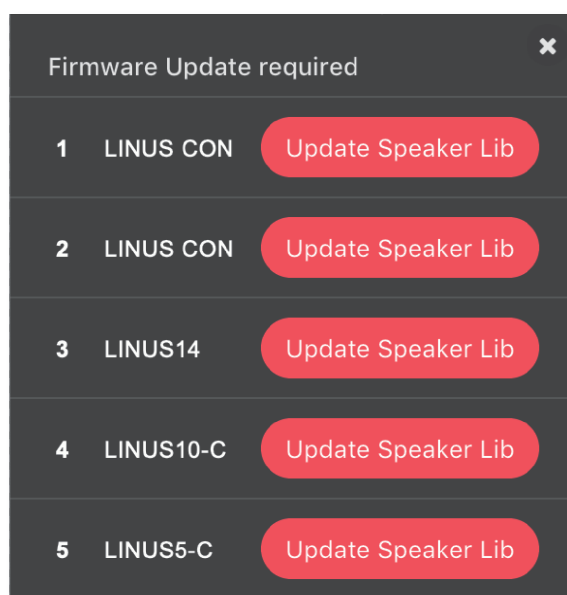 Firmware Update required
1 LINUS CON Update Speaker Lib
2 LINUS CON Update Speaker Lib
3 LINUS14 Update Speaker Lib
4 LINUS10-C Update Speaker Lib
5 LINUS5-C Update Speaker Lib